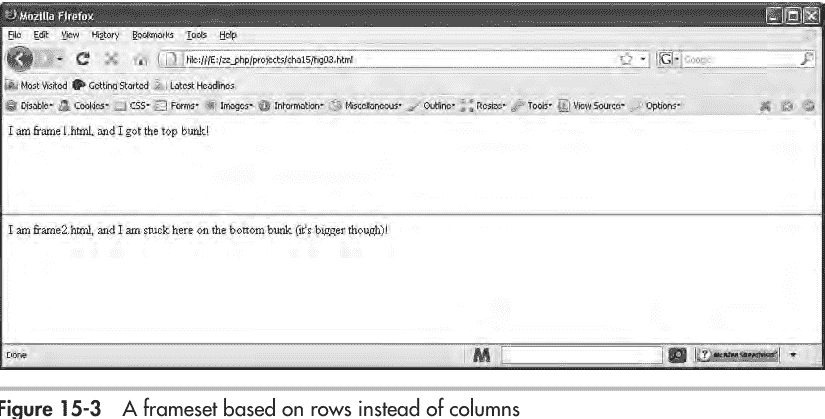 Mozilla Firefox
File Edit View History Bookmarks Tools Help
file:///E:/zz_php/projects/cha15/fig03.html
G Google
Most Visited Getting Started Latest Headlines
Disable Cookies CSS Forms Images Information Miscellaneous Outline Resize Tools View Source Options
I am frame1.html, and I got the top bunk!
I am frame2.html, and I am stuck here on the bottom bunk (it's bigger though)!
Done
M
McAfee SiteAdvisor
Figure 15-3 A frameset based on rows instead of columns